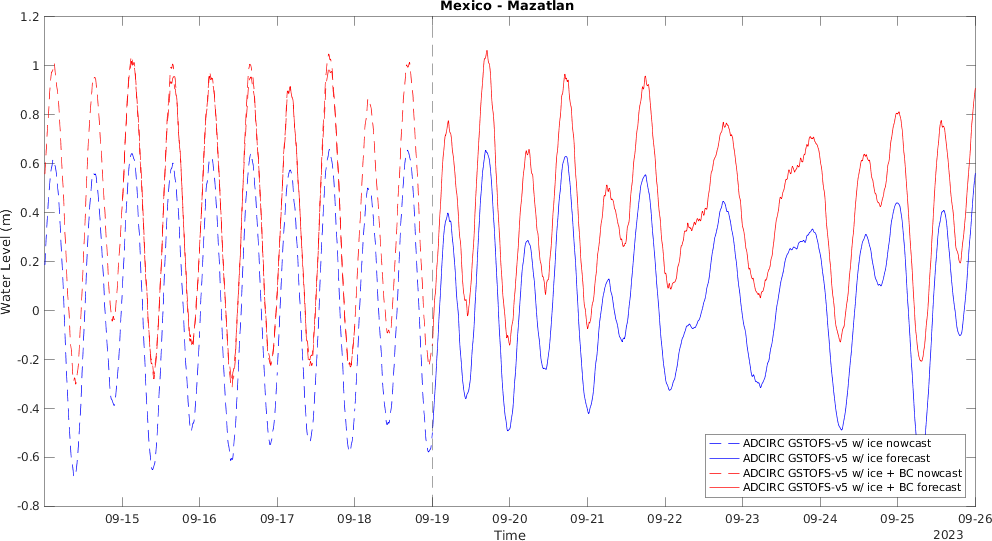 Mexico - Mazatlan
1.2
1
0.8
0.6
0.4
0.2
0
-0.2
-0.4
-0.6
-0.8
Water Level (m)
ADCIRC GSTOFS-v5 w/ ice nowcast
ADCIRC GSTOFS-v5 w/ ice forecast
ADCIRC GSTOFS-v5 w/ ice + BC nowcast
ADCIRC GSTOFS-v5 w/ ice + BC forecast
09-15 09-16 09-17 09-18 09-19 09-20 09-21 09-22 09-23 09-24 09-25 09-26
Time
2023